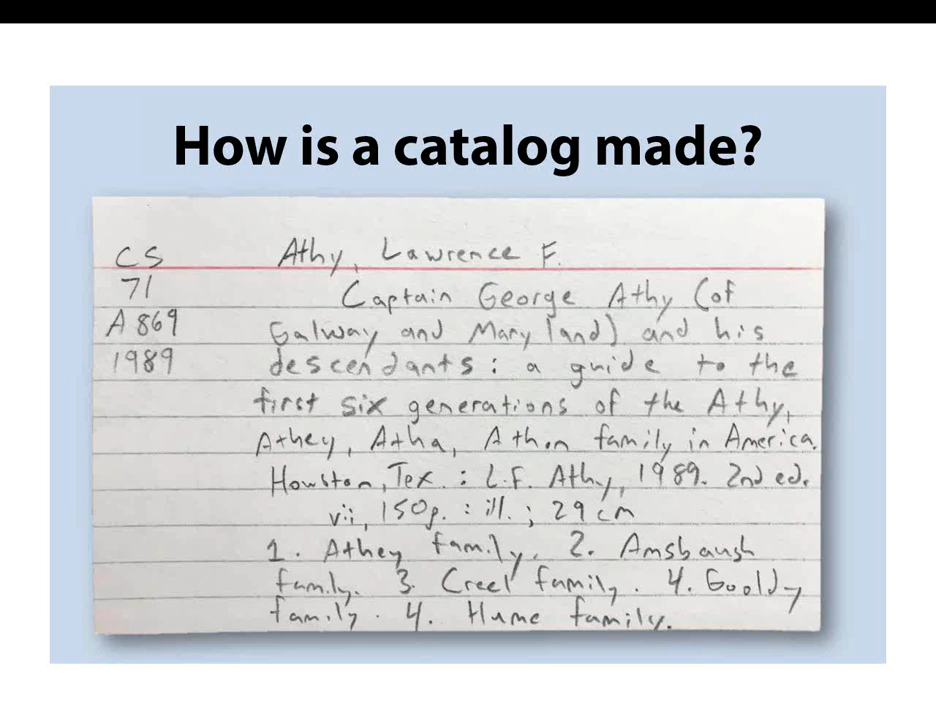 How is a catalog made?
CS Athy, Lawrence F.
71 Captain George Athy (of
A869 Galway and Maryland) and his
1989 descendants : a guide to the
first six generations of the Athy,
Athey, Atha, Athon family in America.
Houston, Tex. : L.F. Athy, 1989. 2nd ed.
vii, 150p. : ill. ; 29 cm
1. Athey family. 2. Amsbaugh
family. 3. Creel family. 4. Gooldy
family. 4. Hume family.